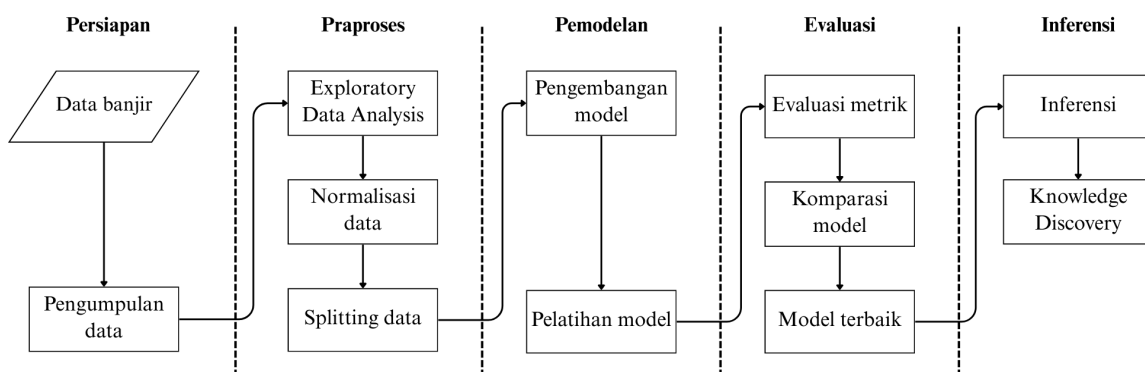 Persiapan
Data banjir
Pengumpulan
data
Praproses
Exploratory
Data Analysis
Normalisasi
data
Splitting data
Pemodelan
Pengembangan
model
Pelatihan model
Evaluasi
Evaluasi metrik
Komparasi
model
Model terbaik
Inferensi
Inferensi
Knowledge
Discovery